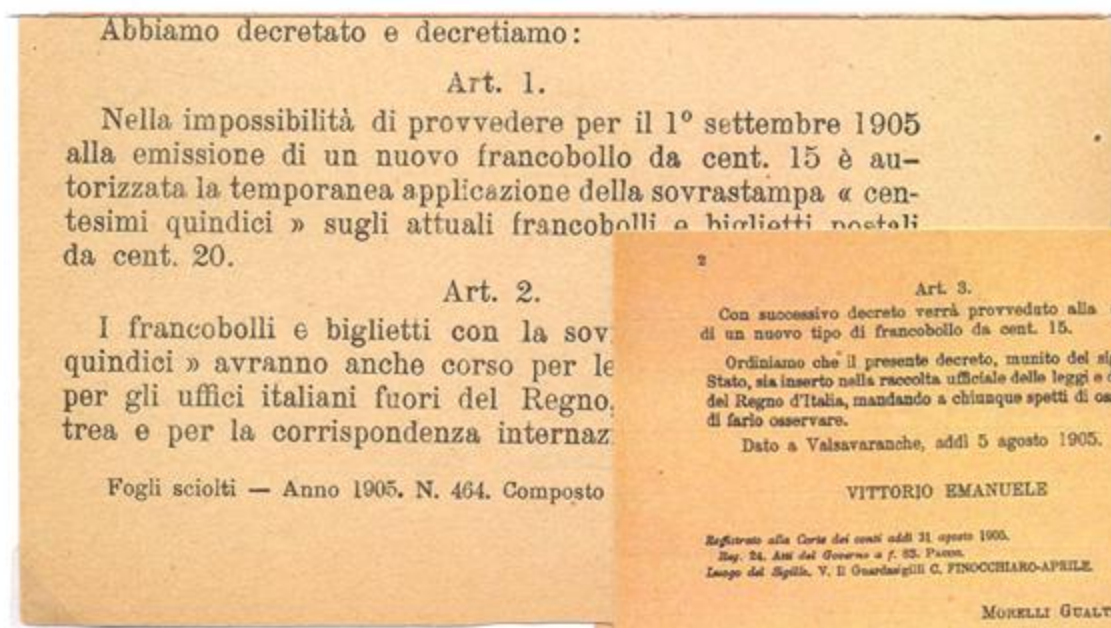 Abbiamo decretato e decretiamo:
Art. 1.
Nella impossibilità di provvedere per il 1º settembre 1905
alla emissione di un nuovo francobollo da cent. 15 è au-
torizzata la temporanea applicazione della sovrastampa « cen-
tesimi quindici » sugli attuali francobolli e biglietti postali
da cent. 20.
Art. 2.
I francobolli e biglietti con la sov
quindici » avranno anche corso per le
per gli uffici italiani fuori del Regno,
trea e per la corrispondenza internaz
Fogli sciolti — Anno 1905. N. 464. Composto
2
Art. 3.
Con successivo decreto verrà provveduto alla
di un nuovo tipo di francobollo da cent. 15.
Ordiniamo che il presente decreto, munito del si
Stato, sia inserto nella raccolta ufficiale delle leggi e d
del Regno d'Italia, mandando a chiunque spetti di os
di farlo osservare.
Dato a Valsavaranche, addì 5 agosto 1905.
VITTORIO EMANUELE
Registrato alla Corte dei conti addì 31 agosto 1905.
Reg. 24. Atti del Governo a f. 83. Pacini.
Luogo del Sigillo. V. Il Guardasigilli C. FINOCCHIARO-APRILE.
MORELLI GUALT